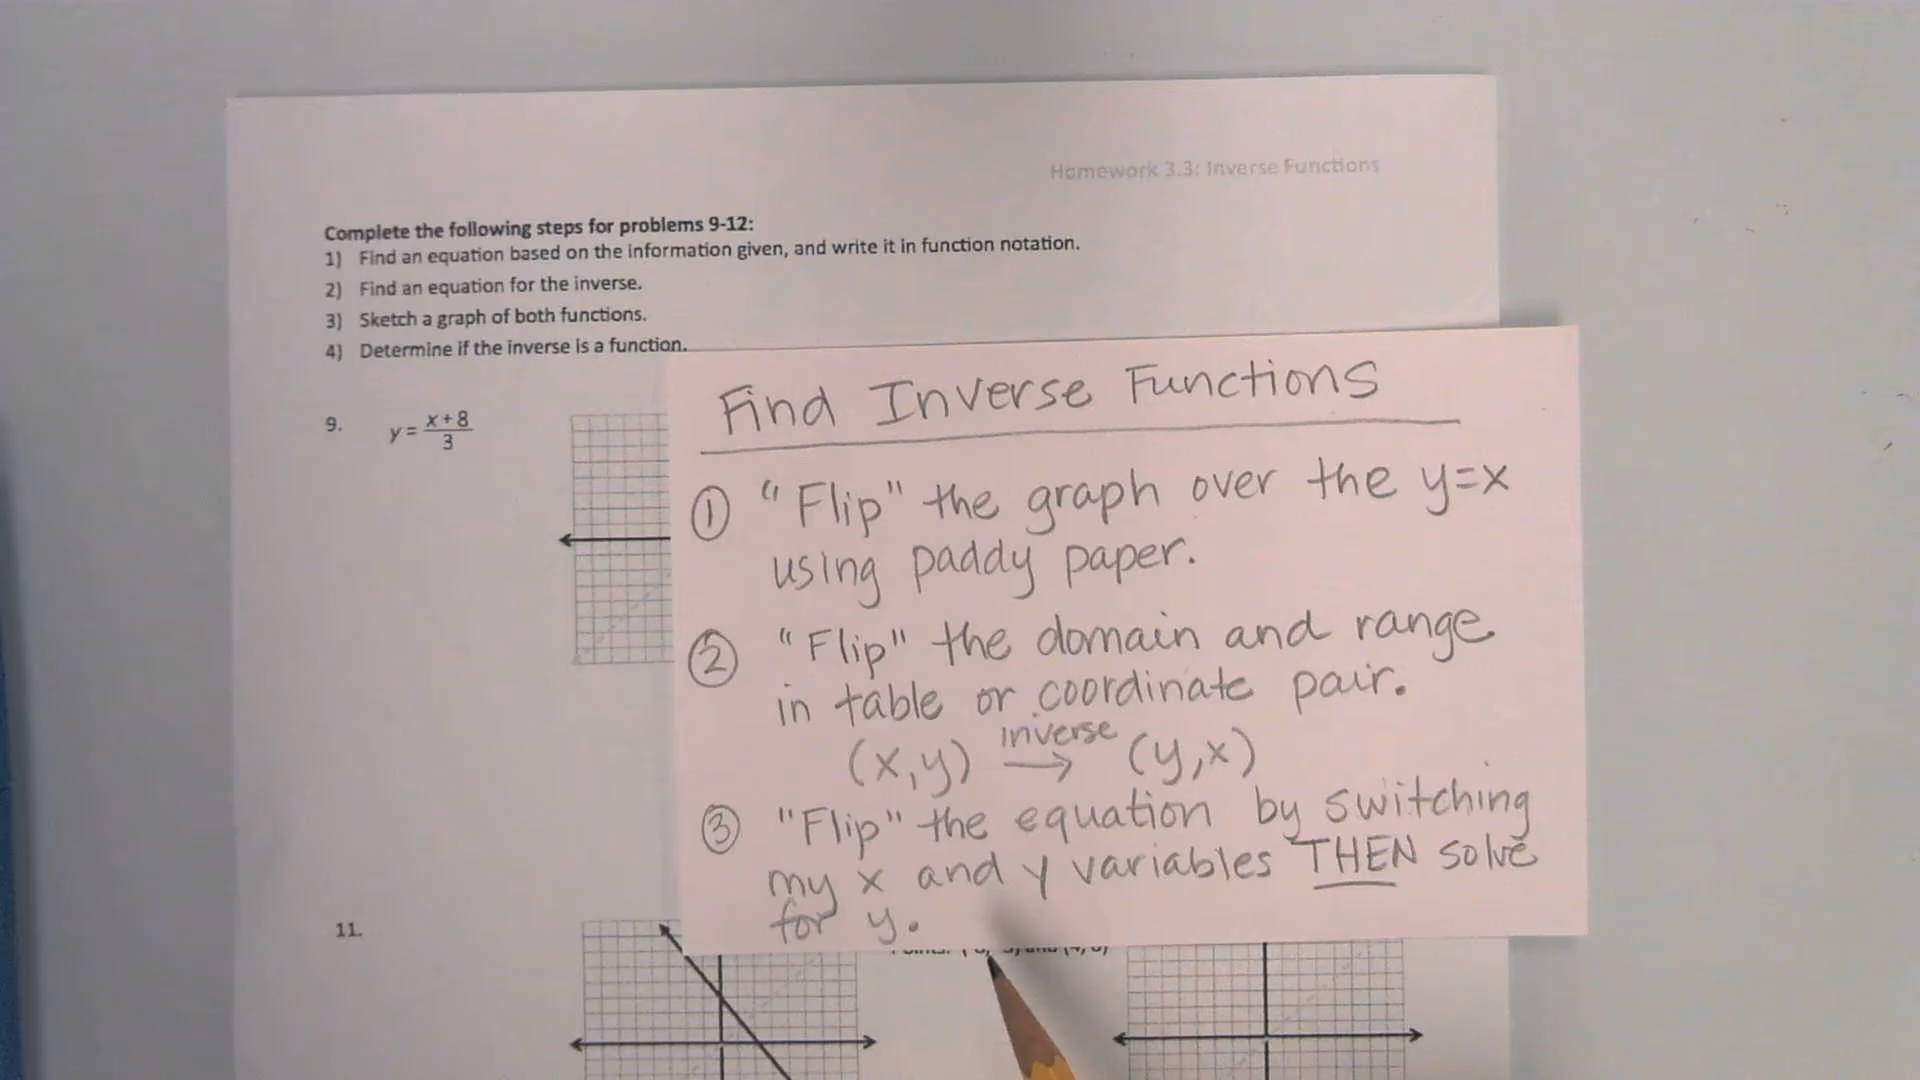 Homework 3.3: Inverse Functions
Complete the following steps for problems 9-12:
1) Find an equation based on the information given, and write it in function notation.
2) Find an equation for the inverse.
3) Sketch a graph of both functions.
4) Determine if the inverse is a function.
9. y = x+8
3
Find Inverse Functions
① "Flip" the graph over the y=x
using paddy paper.
② "Flip" the domain and range
in table or coordinate pair.
(x,y) inverse → (y,x)
③ "Flip" the equation by switching
my x and y variables THEN solve
for y.
11.